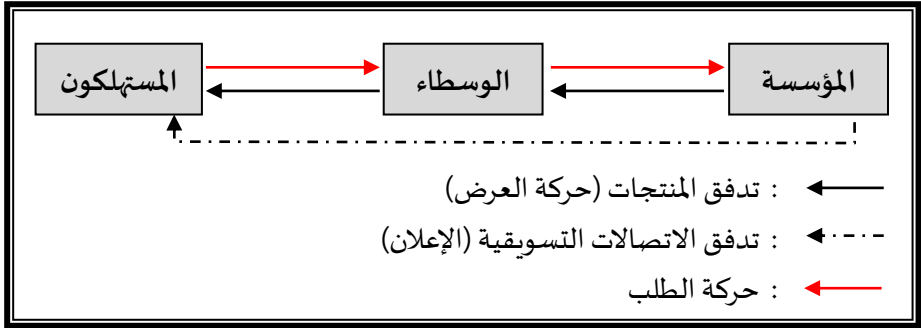 المؤسسة
الوسطاء
المستهلكون
: تدفق المنتجات (حركة العرض)
: تدفق الاتصالات التسويقية (الإعلان)
: حركة الطلب